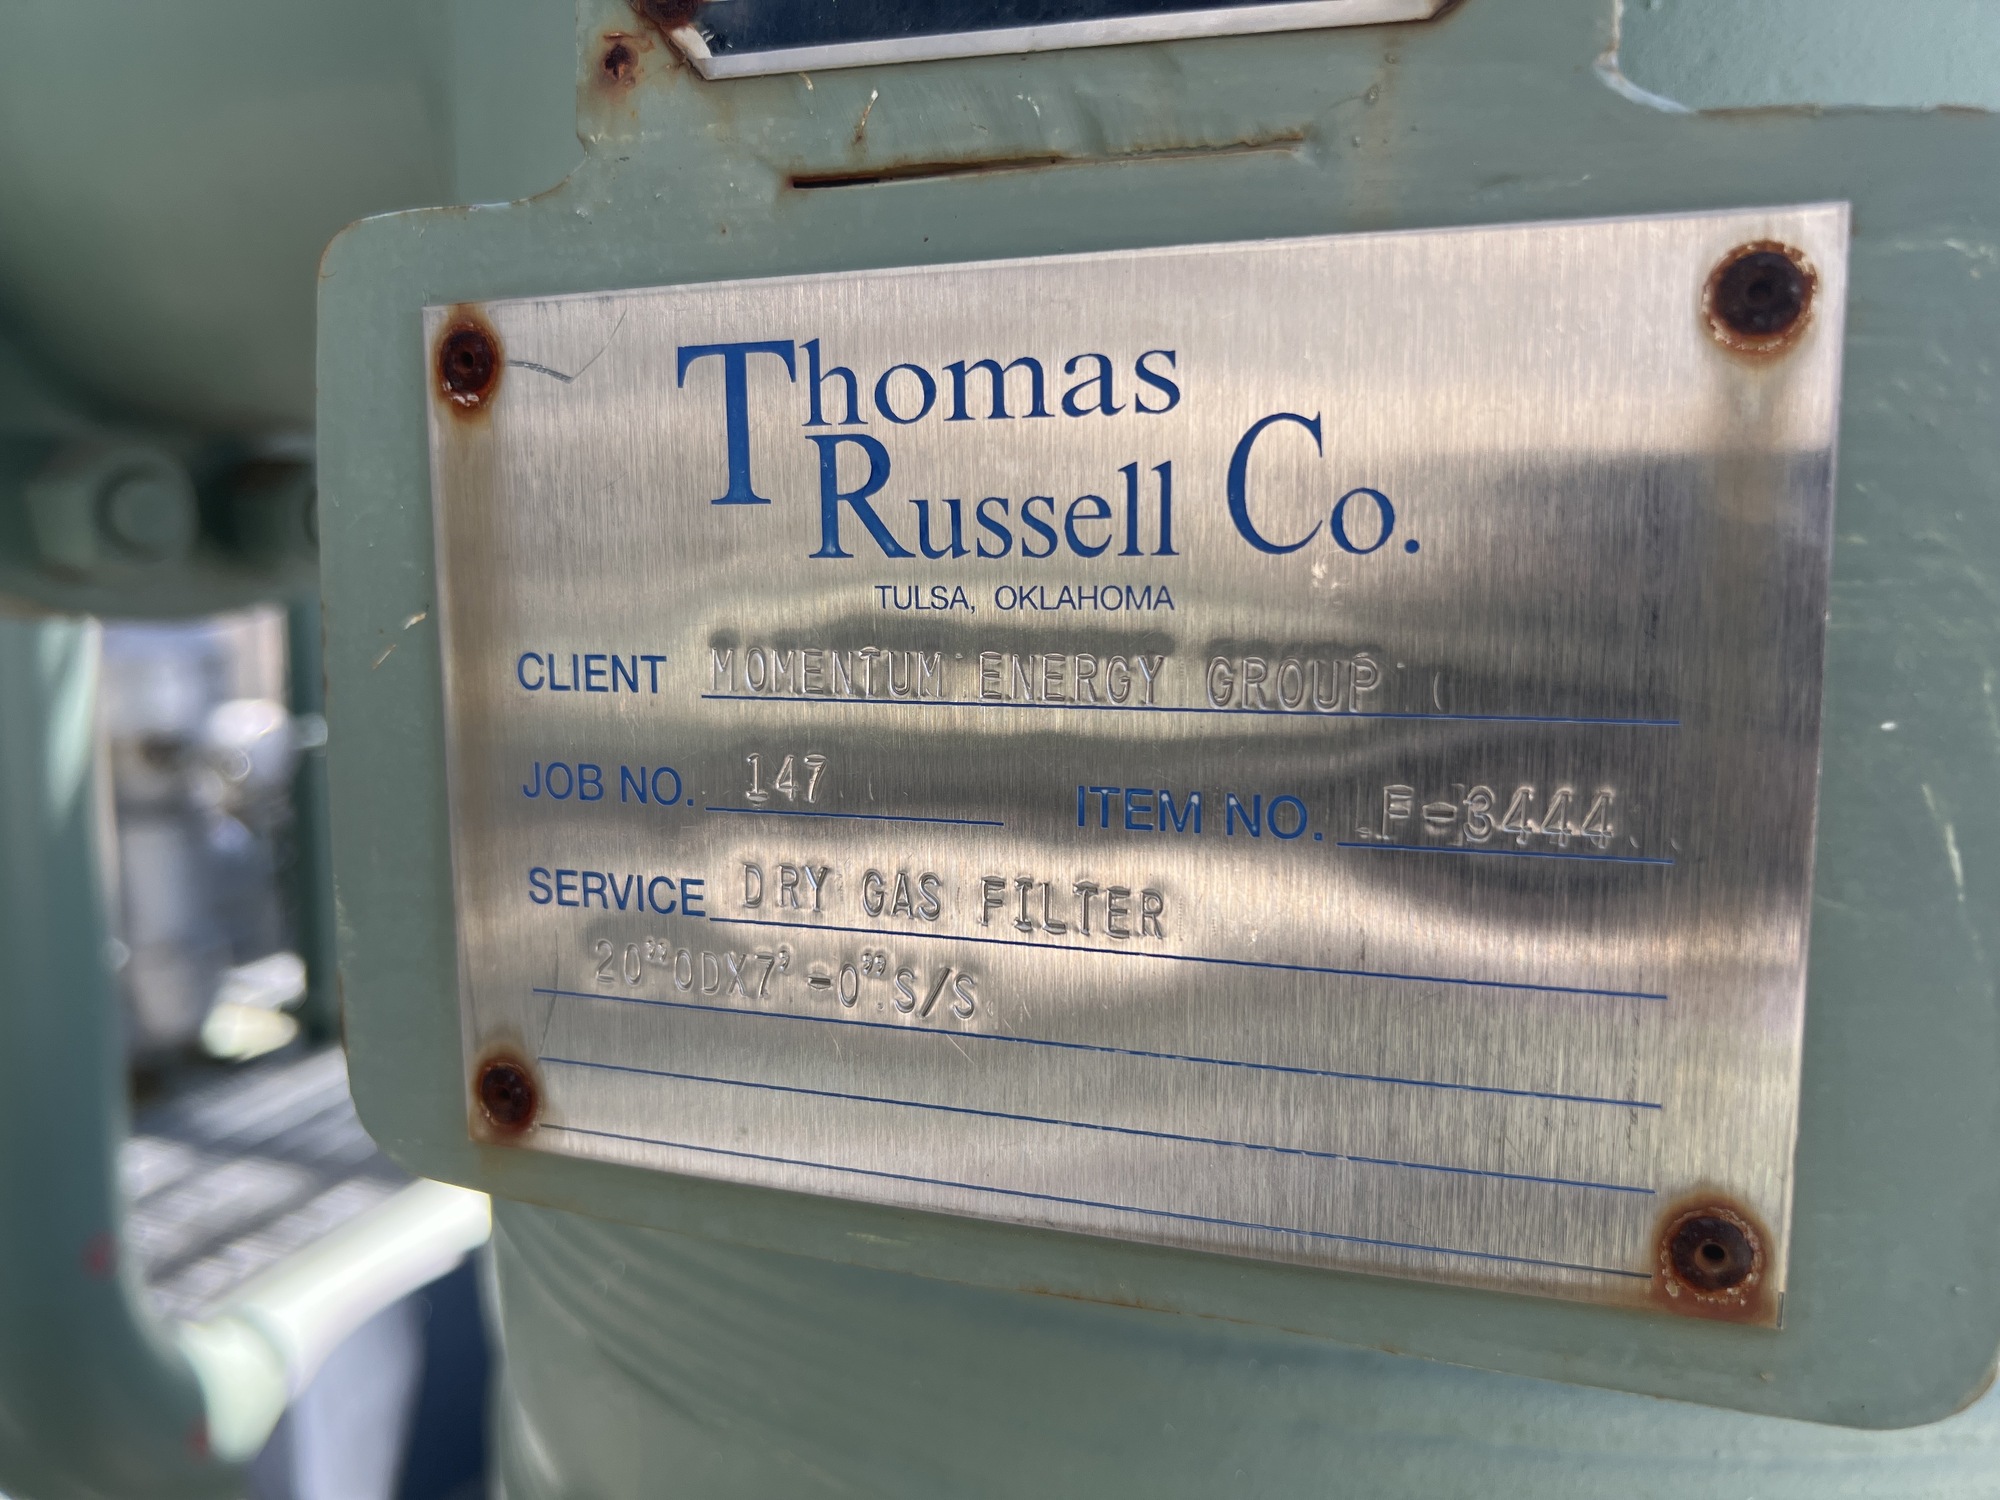 Thomas
Russell Co.
TULSA, OKLAHOMA
CLIENT MOMENTUM ENERGY GROUP
JOB NO. 147 ITEM NO. F-3444
SERVICE DRY GAS FILTER
20"ODX7'-0"S/S